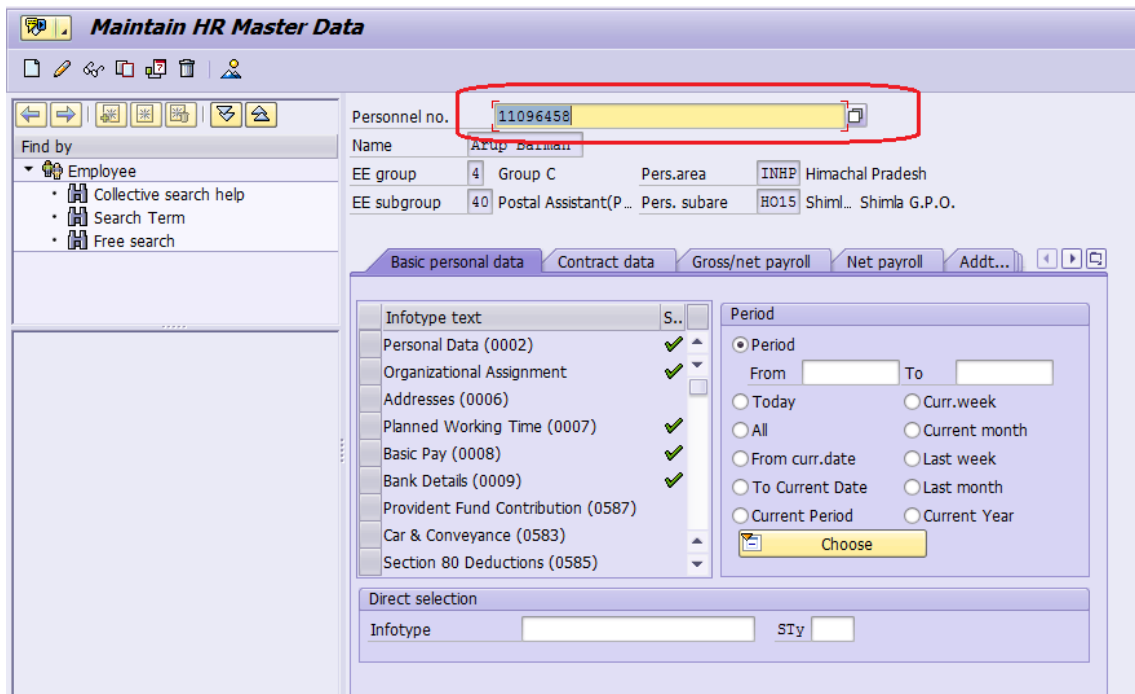 Maintain HR Master Data
Find by
Employee
Collective search help
Search Term
Free search
Personnel no. 11096458
Name Arup Barman
EE group 4 Group C Pers.area INHP Himachal Pradesh
EE subgroup 40 Postal Assistant(P... Pers. subare HO15 Shiml... Shimla G.P.O.
Basic personal data Contract data Gross/net payroll Net payroll Addt...
Infotype text S..
Personal Data (0002)
Organizational Assignment
Addresses (0006)
Planned Working Time (0007)
Basic Pay (0008)
Bank Details (0009)
Provident Fund Contribution (0587)
Car & Conveyance (0583)
Section 80 Deductions (0585)
Period
Period
From To
Today Curr.week
All Current month
From curr.date Last week
To Current Date Last month
Current Period Current Year
Choose
Direct selection
Infotype STy